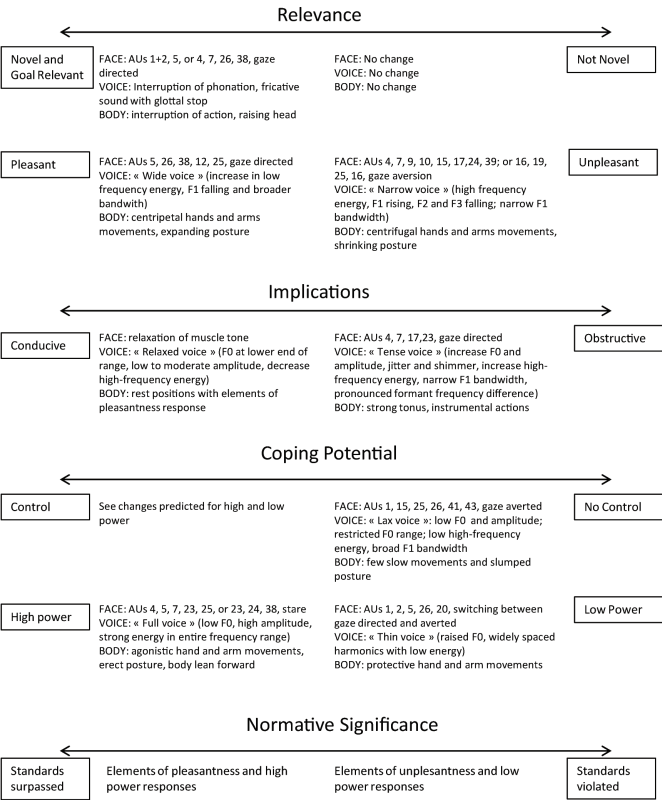 Relevance
Novel and
Goal Relevant
FACE: AUs 1+2, 5, or 4, 7, 26, 38, gaze
directed
VOICE: Interruption of phonation, fricative
sound with glottal stop
BODY: interruption of action, raising head
FACE: No change
VOICE: No change
BODY: No change
Not Novel
Pleasant
FACE: AUs 5, 26, 38, 12, 25, gaze directed
VOICE: « Wide voice » (increase in low
frequency energy, F1 falling and broader
bandwith)
BODY: centripetal hands and arms
movements, expanding posture
FACE: AUs 4, 7, 9, 10, 15, 17,24, 39; or 16, 19,
25, 16, gaze aversion
VOICE: « Narrow voice » (high frequency
energy, F1 rising, F2 and F3 falling; narrow F1
bandwidth)
BODY: centrifugal hands and arms movements,
shrinking posture
Unpleasant
Implications
Conducive
FACE: relaxation of muscle tone
VOICE: « Relaxed voice » (F0 at lower end of
range, low to moderate amplitude, decrease
high-frequency energy)
BODY: rest positions with elements of
pleasantness response
FACE: AUs 4, 7, 17,23, gaze directed
VOICE: « Tense voice » (increase F0 and
amplitude, jitter and shimmer, increase high-
frequency energy, narrow F1 bandwidth,
pronounced formant frequency difference)
BODY: strong tonus, instrumental actions
Obstructive
Coping Potential
Control
See changes predicted for high and low
power
FACE: AUs 1, 15, 25, 26, 41, 43, gaze averted
VOICE: « Lax voice »: low F0 and amplitude;
restricted F0 range; low high-frequency
energy, broad F1 bandwidth
BODY: few slow movements and slumped
posture
No Control
High power
FACE: AUs 4, 5, 7, 23, 25, or 23, 24, 38, stare
VOICE: « Full voice » (low F0, high amplitude,
strong energy in entire frequency range)
BODY: agonistic hand and arm movements,
erect posture, body lean forward
FACE: AUs 1, 2, 5, 26, 20, switching between
gaze directed and averted
VOICE: « Thin voice » (raised F0, widely spaced
harmonics with low energy)
BODY: protective hand and arm movements
Low Power
Normative Significance
Standards
surpassed
Elements of pleasantness and high
power responses
Elements of unplesantness and low
power responses
Standards
violated